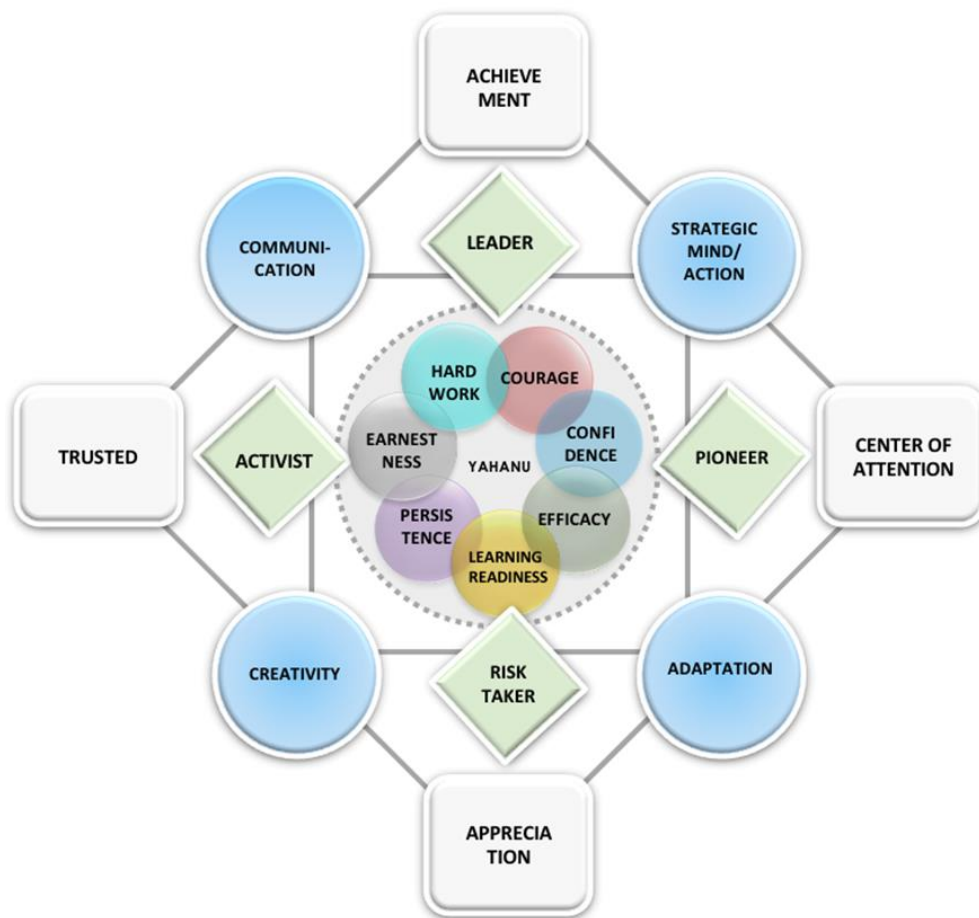 ACHIEVE
MENT
COMMUNI-
CATION
LEADER
STRATEGIC
MIND/
ACTION
HARD
WORK
COURAGE
TRUSTED
ACTIVIST
EARNEST
NESS
YAHANU
CONFI
DENCE
PIONEER
CENTER OF
ATTENTION
PERSIS
TENCE
EFFICACY
LEARNING
READINESS
CREATIVITY
RISK
TAKER
ADAPTATION
APPRECIA
TION